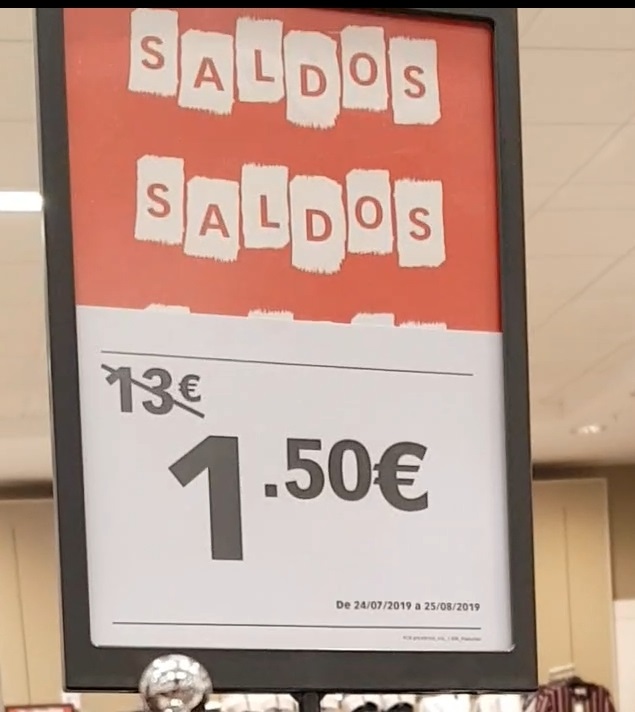 SALDOS
SALDOS
13€
1.50€
De 24/07/2019 a 25/08/2019